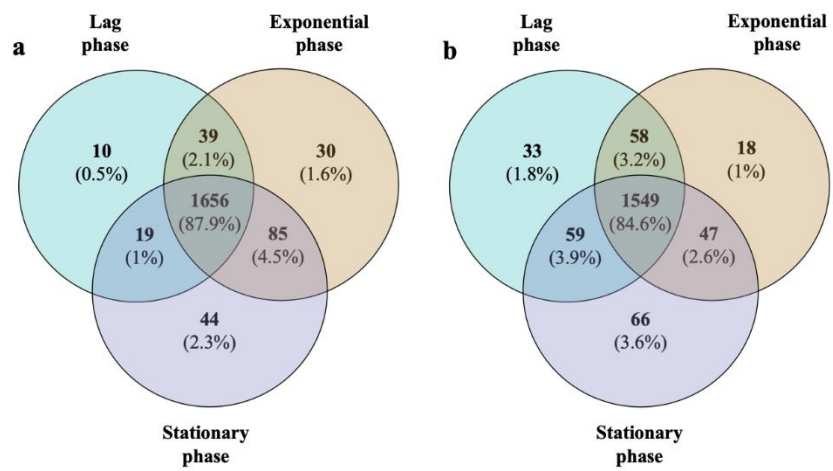 a
Lag
phase
Exponential
phase
10
(0.5%)
39
(2.1%)
30
(1.6%)
1656
(87.9%)
19
(1%)
85
(4.5%)
44
(2.3%)
Stationary
phase
b
Lag
phase
Exponential
phase
33
(1.8%)
58
(3.2%)
18
(1%)
1549
(84.6%)
59
(3.9%)
47
(2.6%)
66
(3.6%)
Stationary
phase